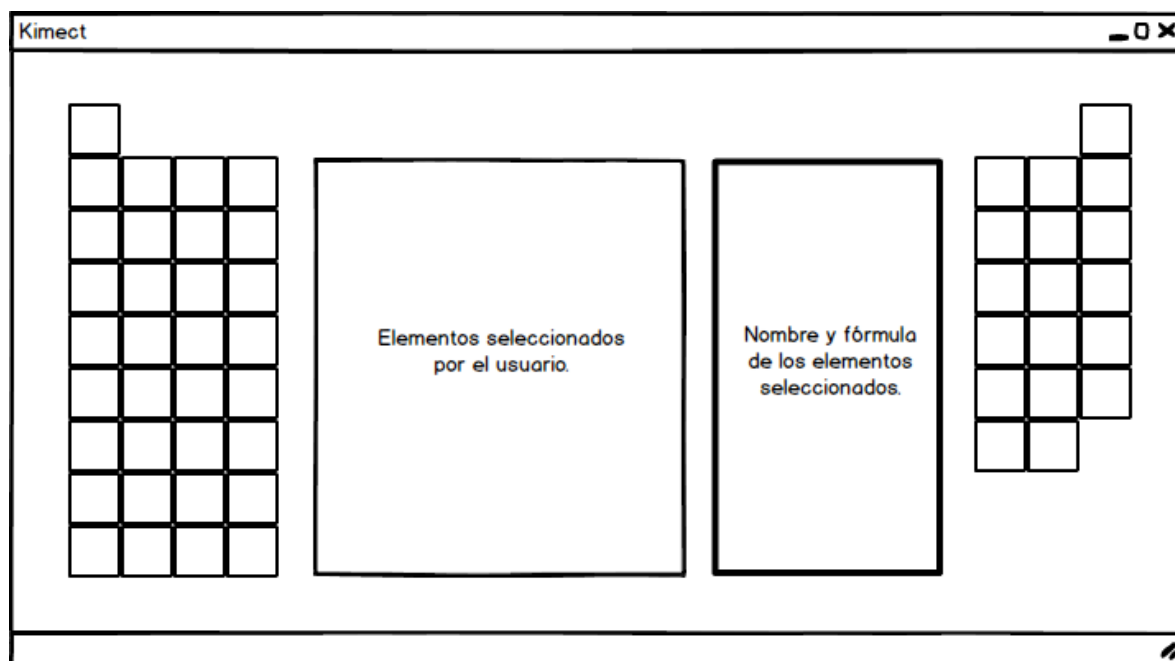 Kimect
Elementos seleccionados
por el usuario.
Nombre y fórmula
de los elementos
seleccionados.